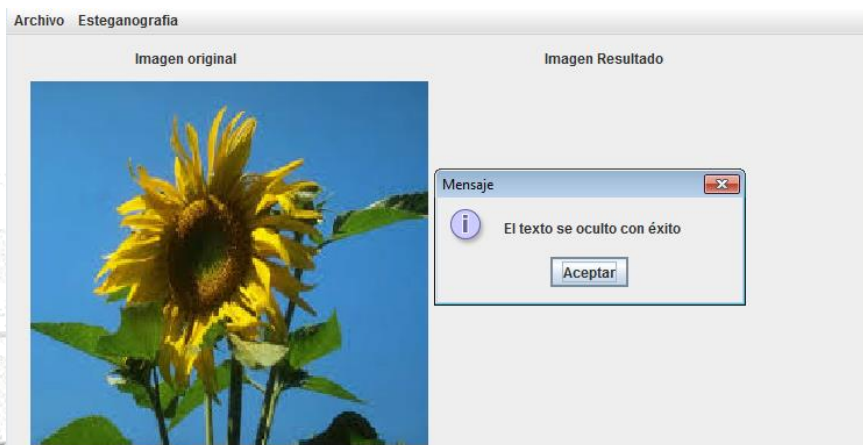 Archivo Esteganografia
Imagen original Imagen Resultado
Mensaje
El texto se oculto con éxito
Aceptar